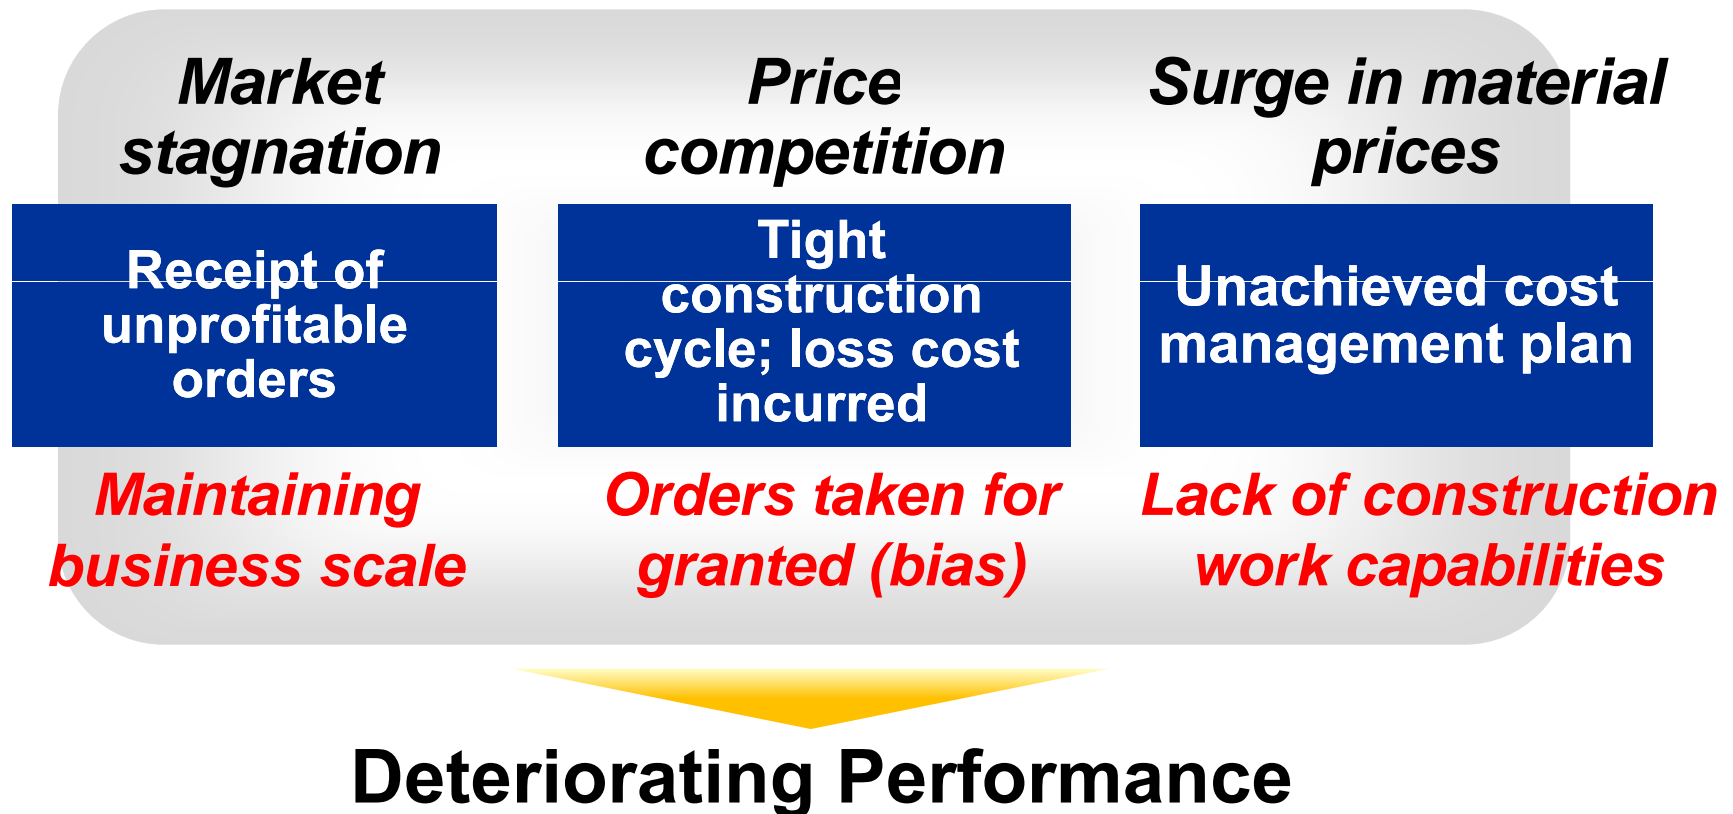 Market
stagnation
Receipt of
unprofitable
orders
Maintaining
business scale
Price
competition
Tight
construction
cycle; loss cost
incurred
Orders taken for
granted (bias)
Surge in material
prices
Unachieved cost
management plan
Lack of construction
work capabilities
Deteriorating Performance